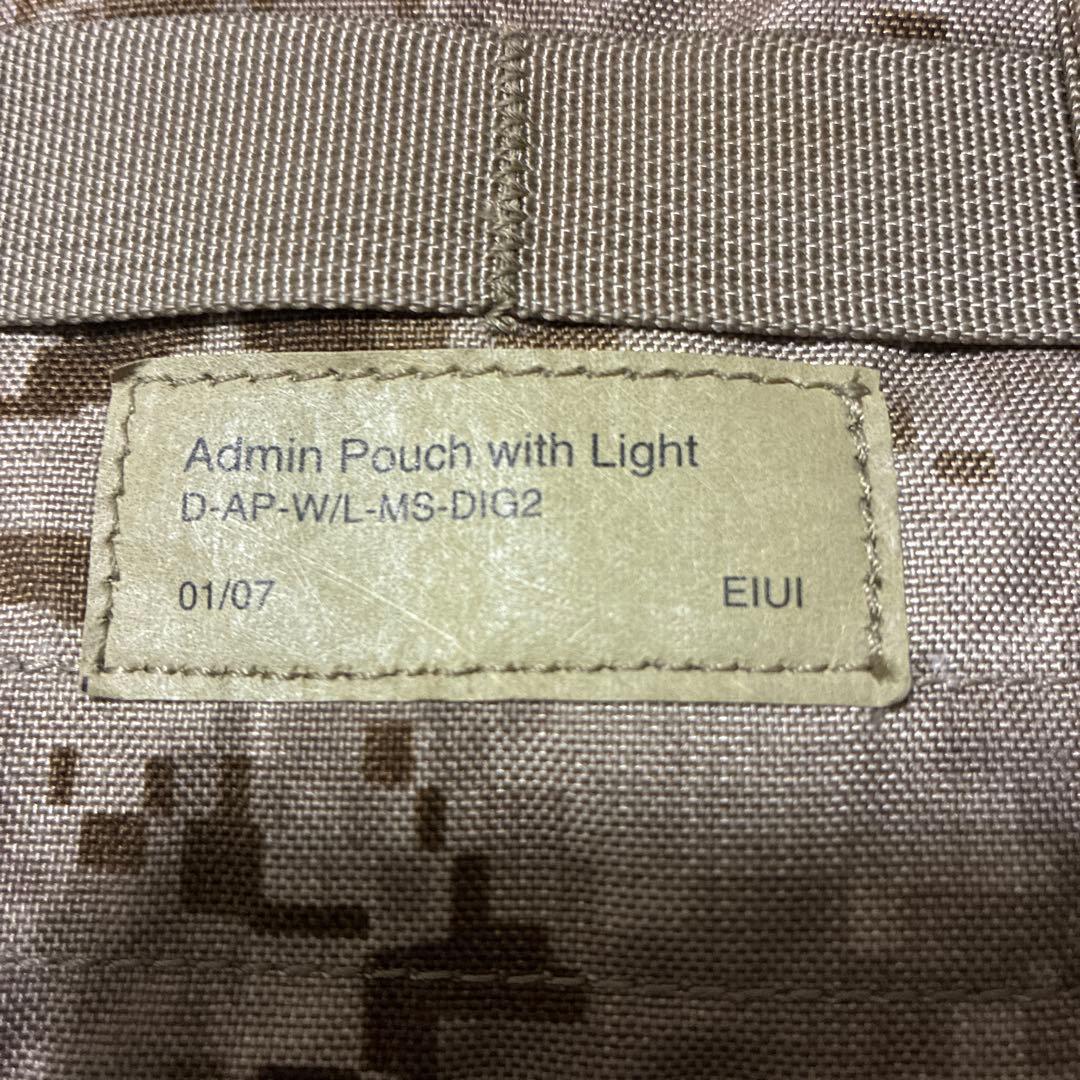 Admin Pouch with Light
D-AP-W/L-MS-DIG2
01/07 EIUI